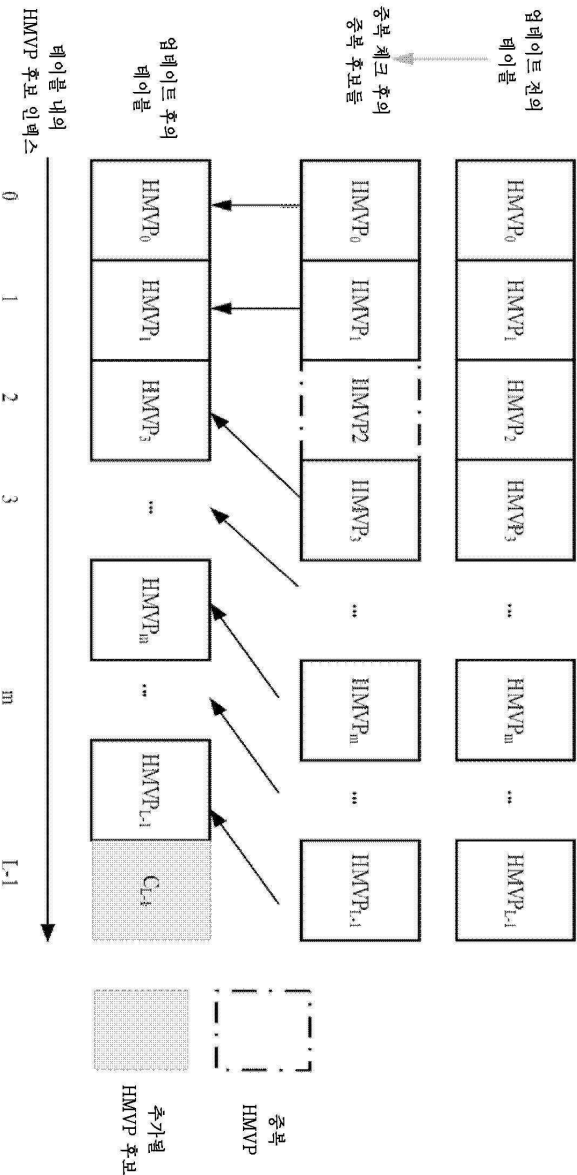 업데이트 전의
테이블
HMVP0
HMVP1
HMVP2
HMVP3
...
HMVPm
...
HMVPL-1
중복 체크 후의
중복 후보들
HMVP0
HMVP1
HMVP2
HMVP3
...
HMVPm
...
HMVPL-1
업데이트 후의
테이블
HMVP0
HMVP1
HMVP3
...
HMVPm
...
HMVPL-1
CL-1
테이블 내의
HMVP 후보 인덱스
0
1
2
3
m
L-1
중복
HMVP
추가될
HMVP 후보